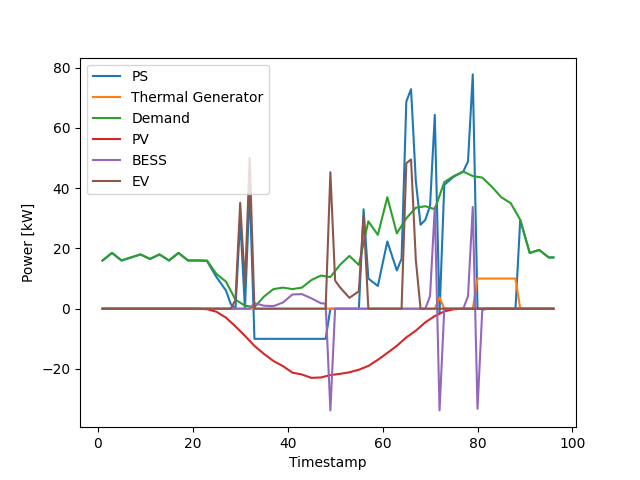 PS
Thermal Generator
Demand
PV
BESS
EV
Power [kW]
80
60
40
20
0
−20
0
20
40
60
80
100
Timestamp